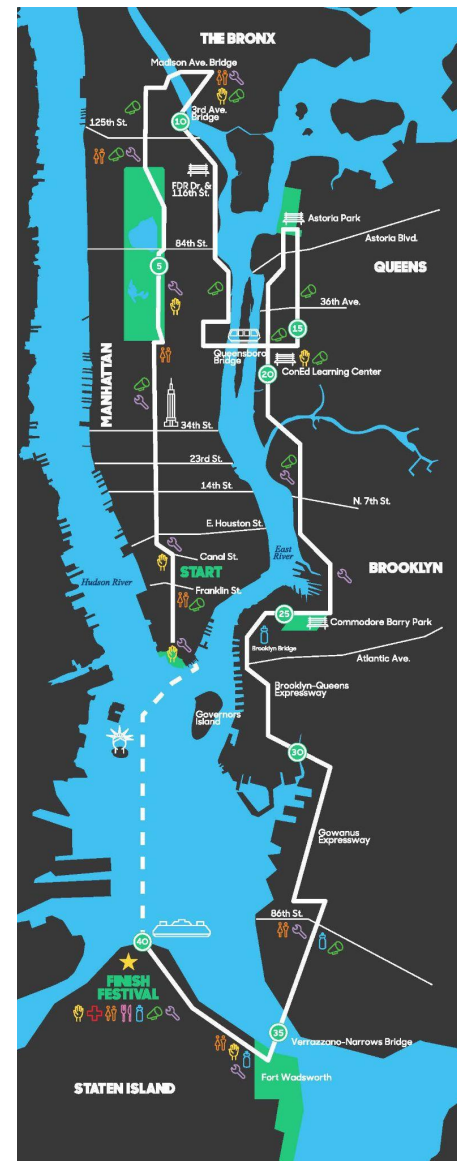 THE BRONX
Madison Ave. Bridge
3rd Ave.
Bridge
10
125th St.
FDR Dr. &
116th St.
Astoria Park
Astoria Blvd.
84th St.
5
QUEENS
36th Ave.
15
Queensboro
Bridge
20
ConEd Learning Center
MANHATTAN
34th St.
23rd St.
14th St.
N. 7th St.
E. Houston St.
Canal St.
East
River
START
BROOKLYN
Hudson River
Franklin St.
25
Commodore Barry Park
Brooklyn Bridge
Atlantic Ave.
Brooklyn-Queens
Expressway
Governors
Island
30
Gowanus
Expressway
86th St.
40
FINISH
FESTIVAL
35
Verrazzano-Narrows Bridge
Fort Wadsworth
STATEN ISLAND